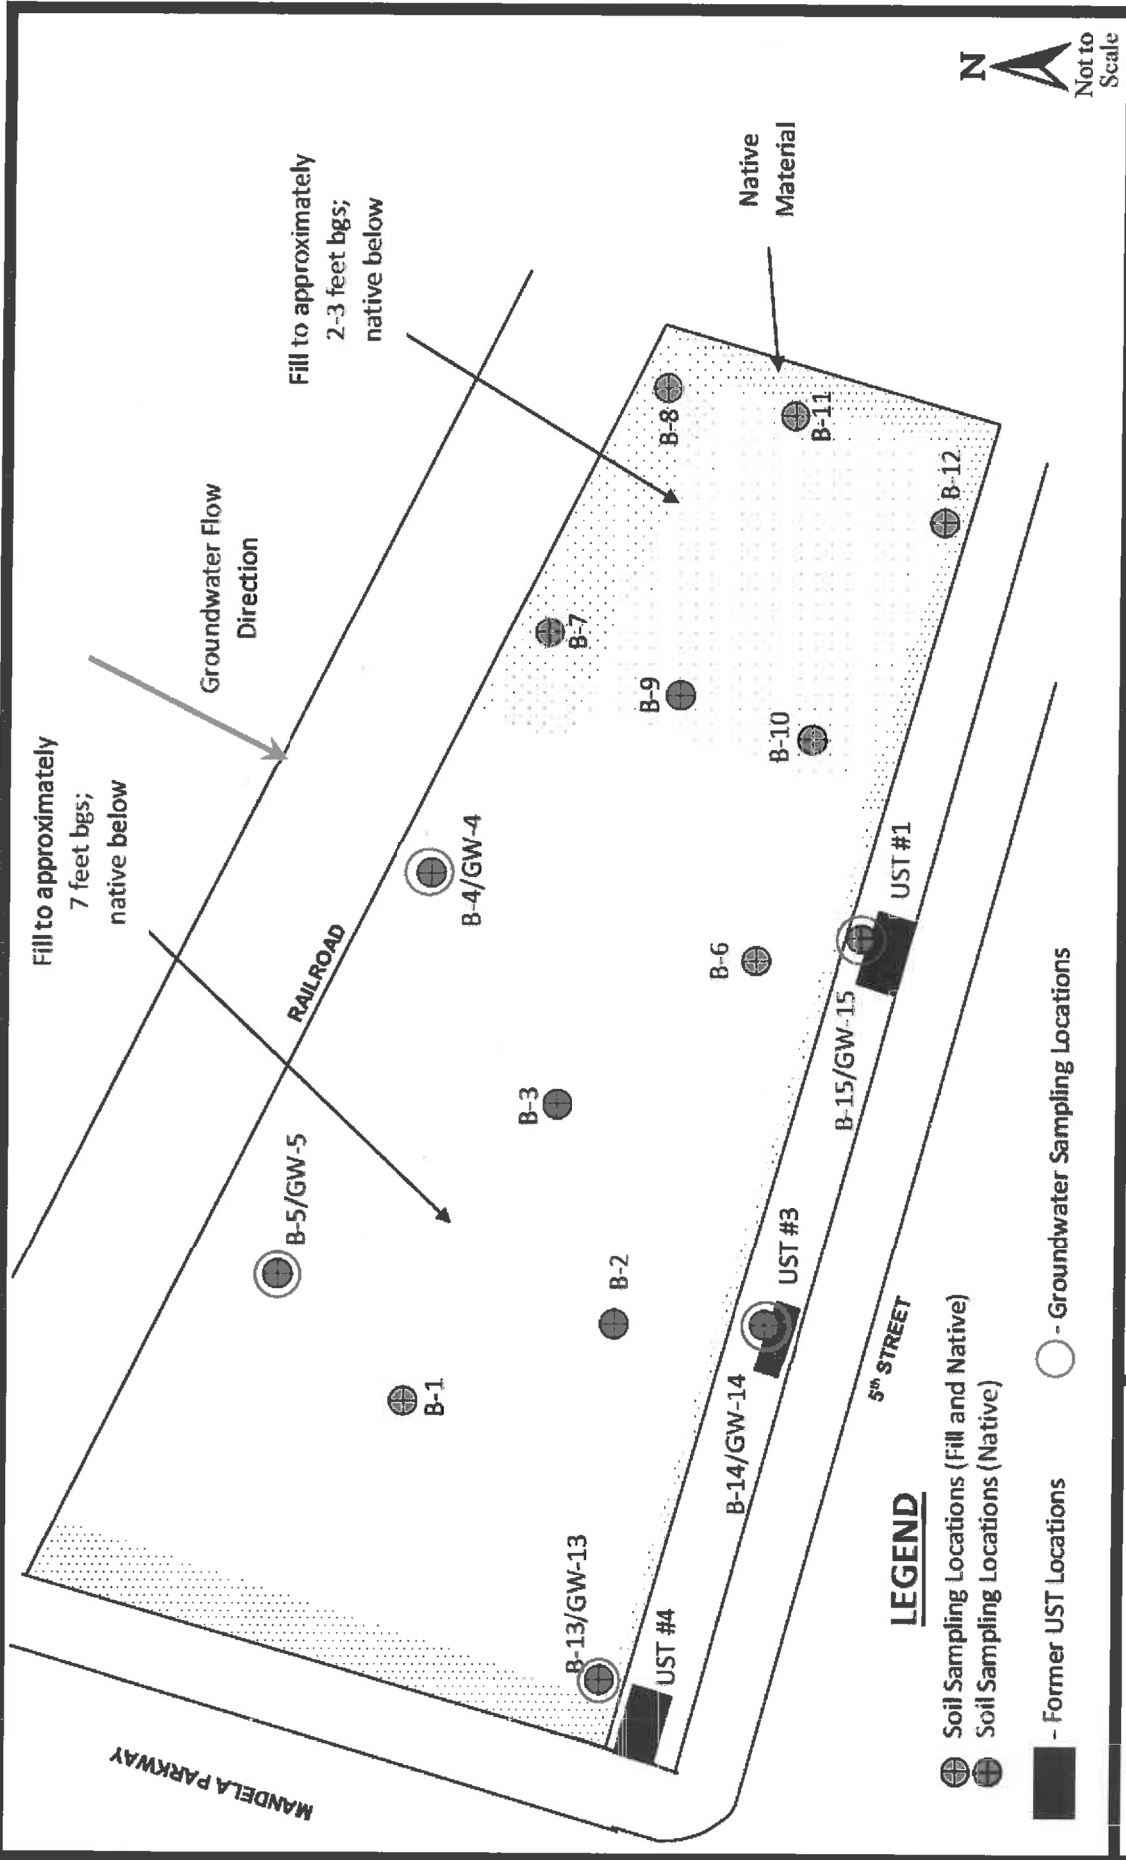 Fill to approximately
7 feet bgs;
native below
Groundwater Flow
Direction
Fill to approximately
2-3 feet bgs;
native below
Native
Material
N
Not to
Scale
MANDELA PARKWAY
RAILROAD
B-5/GW-5
B-4/GW-4
B-7
B-8
B-1
B-2
B-3
B-6
B-9
B-10
B-11
B-12
B-13/GW-13
UST #4
B-14/GW-14
UST #3
B-15/GW-15
UST #1
5th STREET
LEGEND
Soil Sampling Locations (Fill and Native)
Soil Sampling Locations (Native)
- Former UST Locations
- Groundwater Sampling Locations